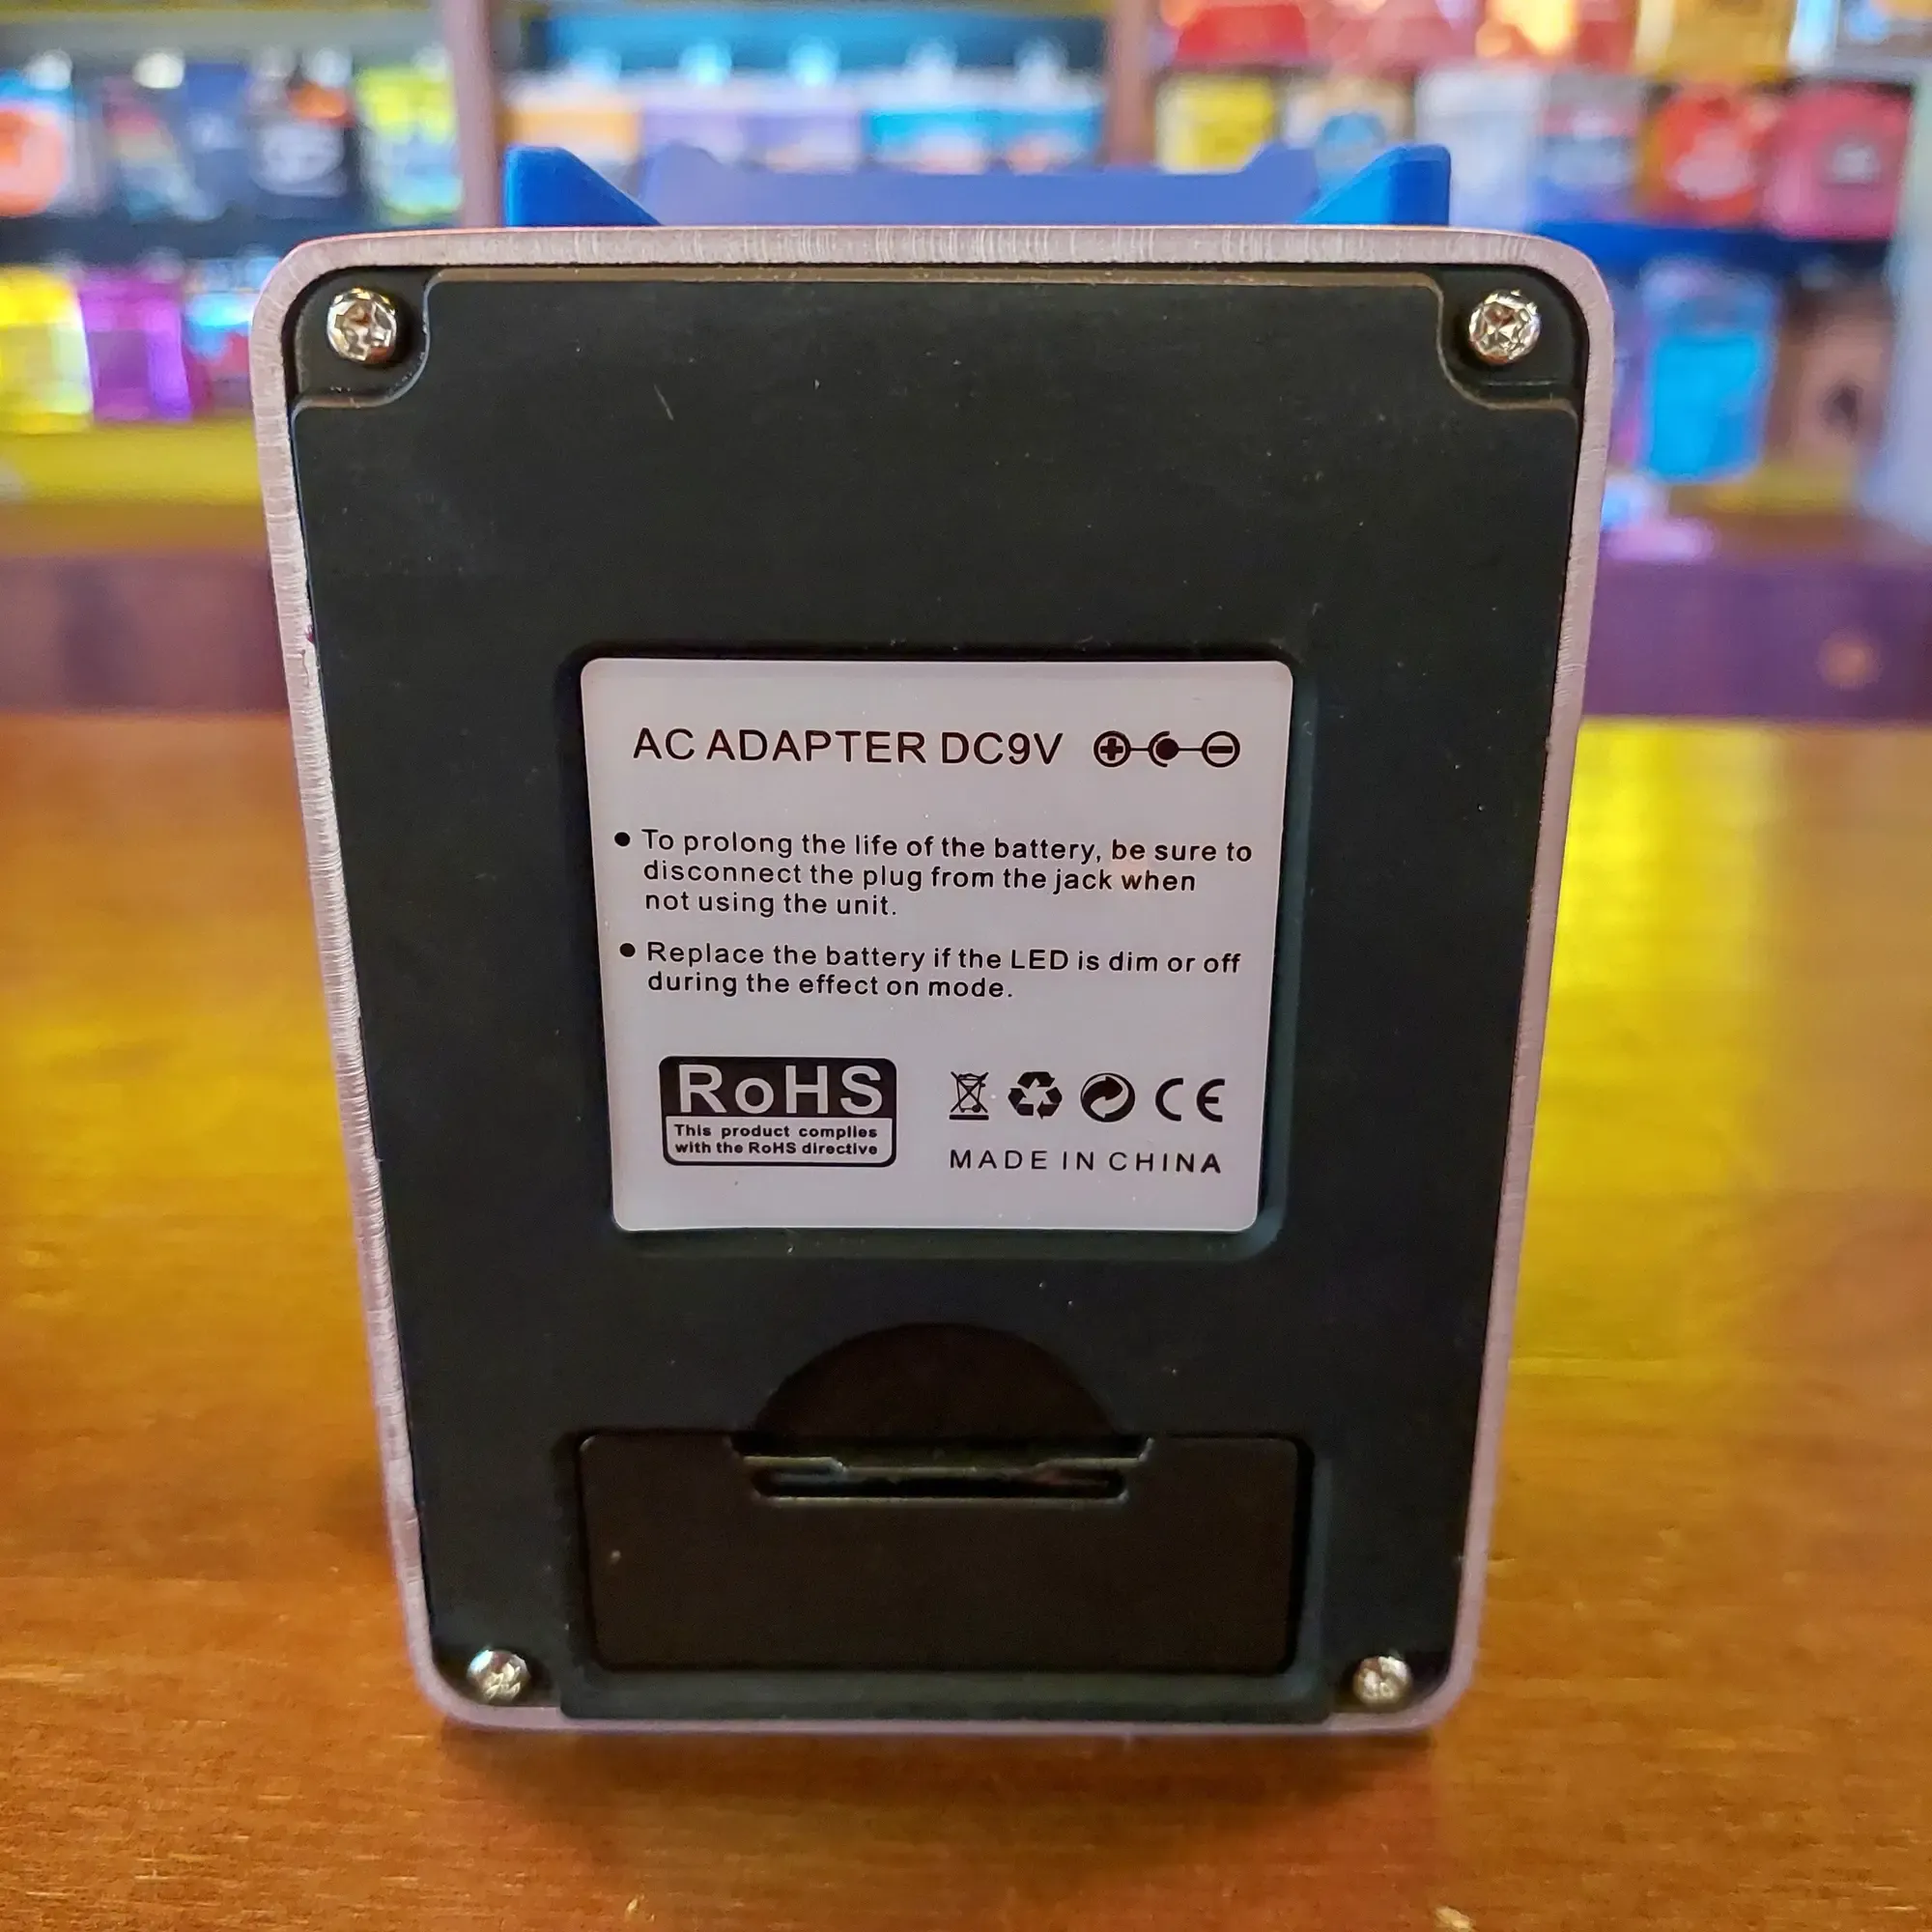 AC ADAPTER DC9V
● To prolong the life of the battery, be sure to
disconnect the plug from the jack when
not using the unit.
● Replace the battery if the LED is dim or off
during the effect on mode.
RoHS
This product complies
with the RoHS directive
CE
MADE IN CHINA